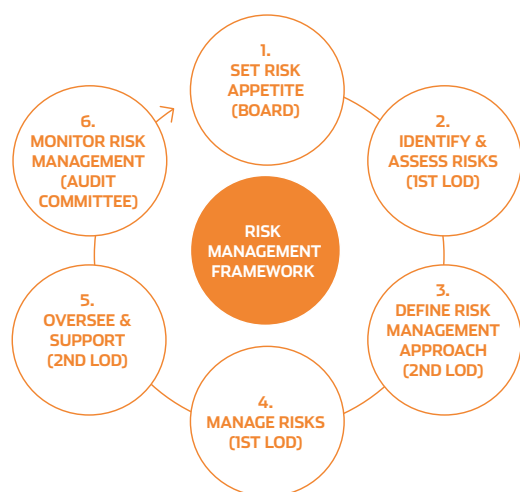 1.
SET RISK
APPETITE
(BOARD)
2.
IDENTIFY &
ASSESS RISKS
(1ST LOD)
3.
DEFINE RISK
MANAGEMENT
APPROACH
(2ND LOD)
4.
MANAGE RISKS
(1ST LOD)
5.
OVERSEE &
SUPPORT
(2ND LOD)
6.
MONITOR RISK
MANAGEMENT
(AUDIT
COMMITTEE)
RISK
MANAGEMENT
FRAMEWORK